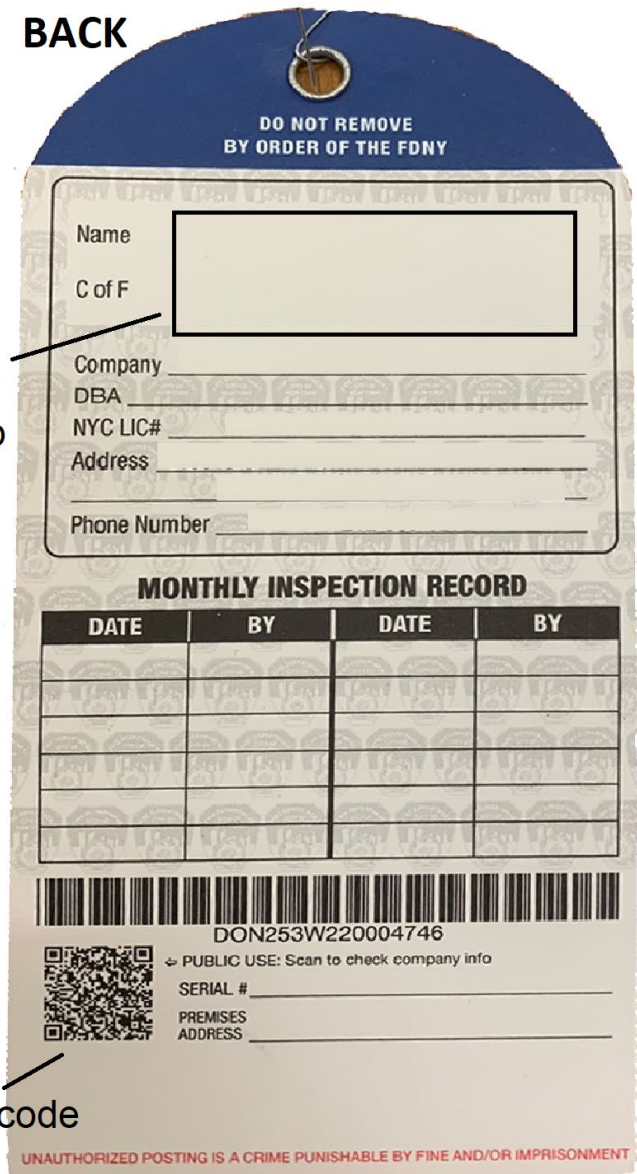 BACK
DO NOT REMOVE
BY ORDER OF THE FDNY
Name
C of F
Company
DBA
NYC LIC#
Address
Phone Number
MONTHLY INSPECTION RECORD
DATE BY DATE BY
DON253W220004746
⇦ PUBLIC USE: Scan to check company info
SERIAL #
PREMISES
ADDRESS
code
UNAUTHORIZED POSTING IS A CRIME PUNISHABLE BY FINE AND/OR IMPRISONMENT